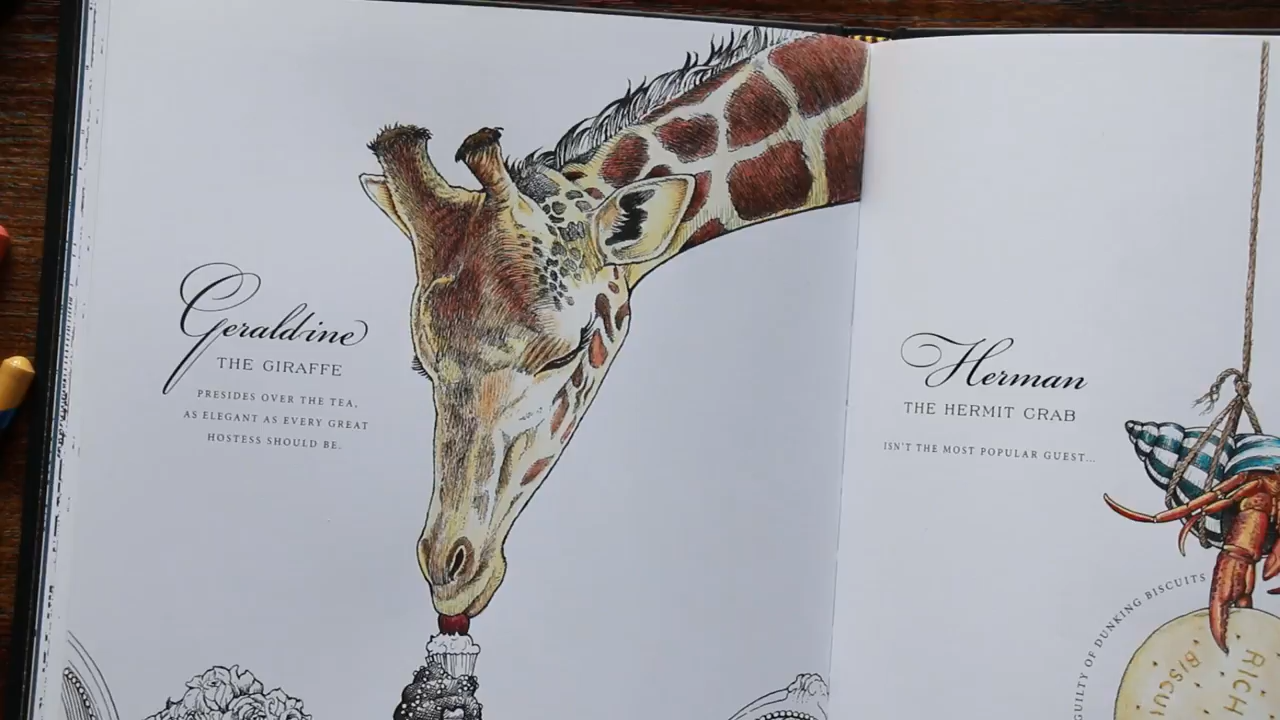 Geraldine
THE GIRAFFE
PRESIDES OVER THE TEA,
AS ELEGANT AS EVERY GREAT
HOSTESS SHOULD BE.
Herman
THE HERMIT CRAB
ISN'T THE MOST POPULAR GUEST...
GUILTY OF DUNKING BISCUITS
RICH
BISCU